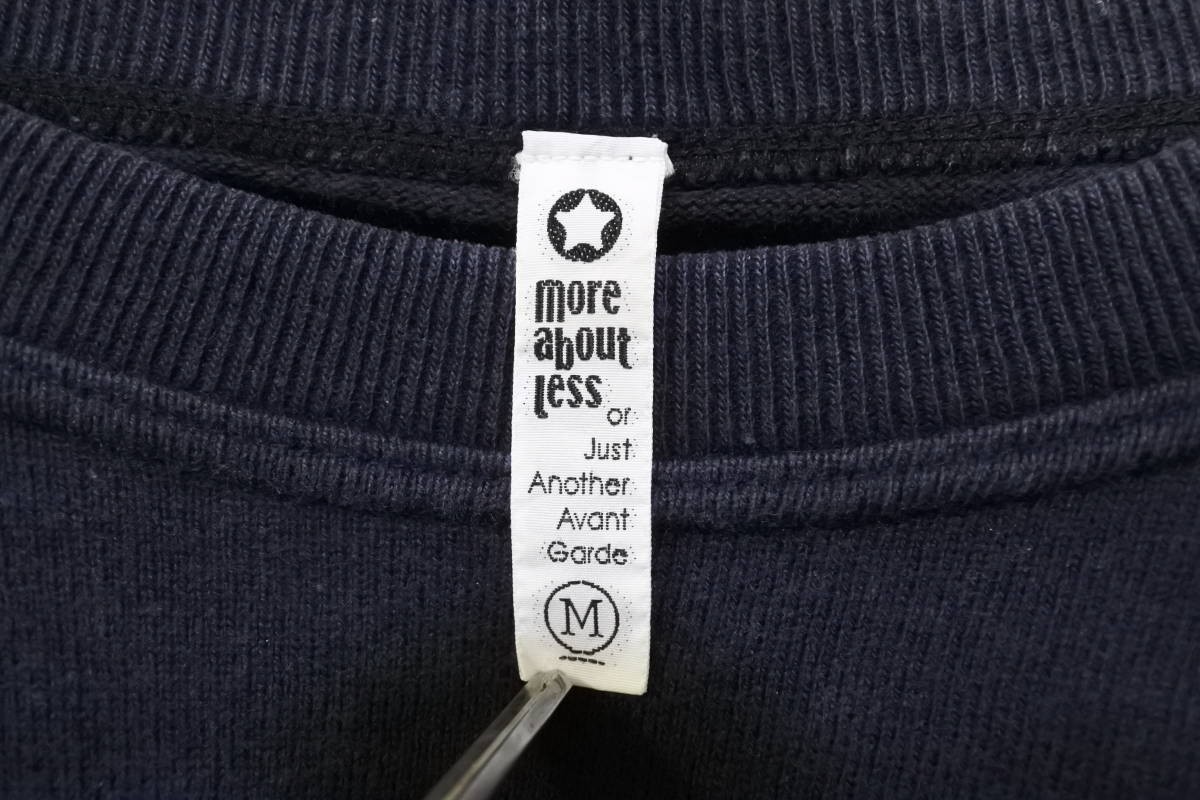 more
about
less
or
Just
Another
Avant
Garde
M